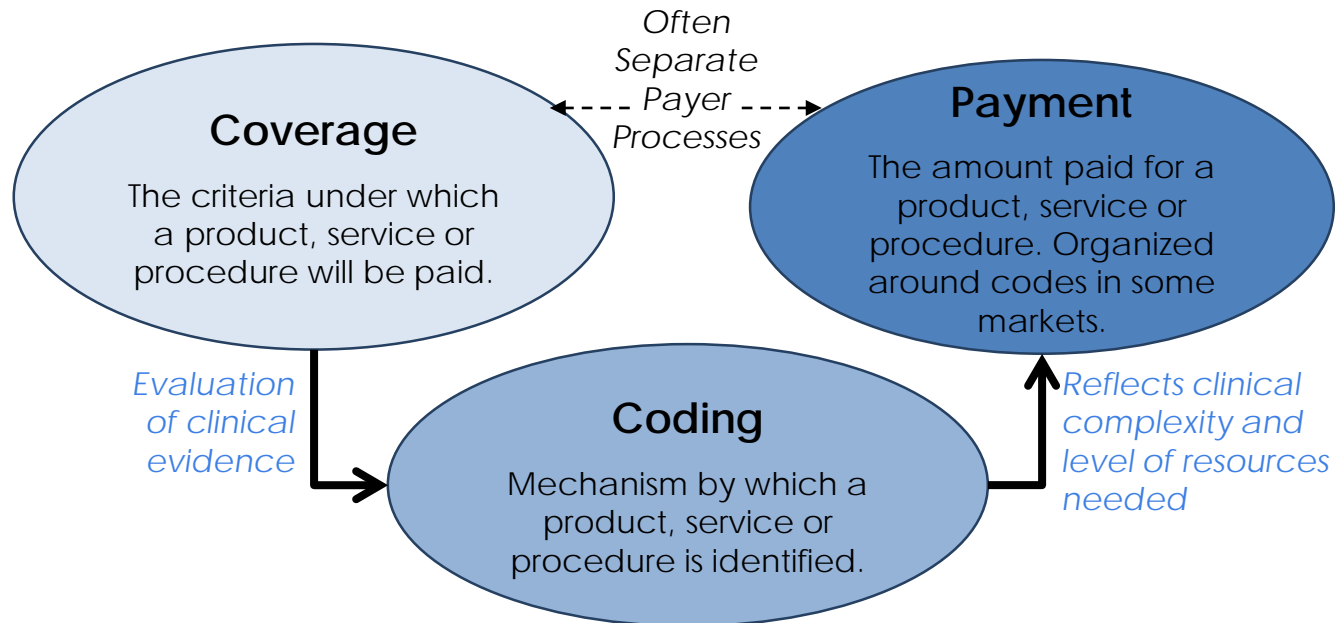 Often
Separate
Payer
Processes
Coverage
The criteria under which
a product, service or
procedure will be paid.
Payment
The amount paid for a
product, service or
procedure. Organized
around codes in some
markets.
Evaluation
of clinical
evidence
Coding
Mechanism by which a
product, service or
procedure is identified.
Reflects clinical
complexity and
level of resources
needed